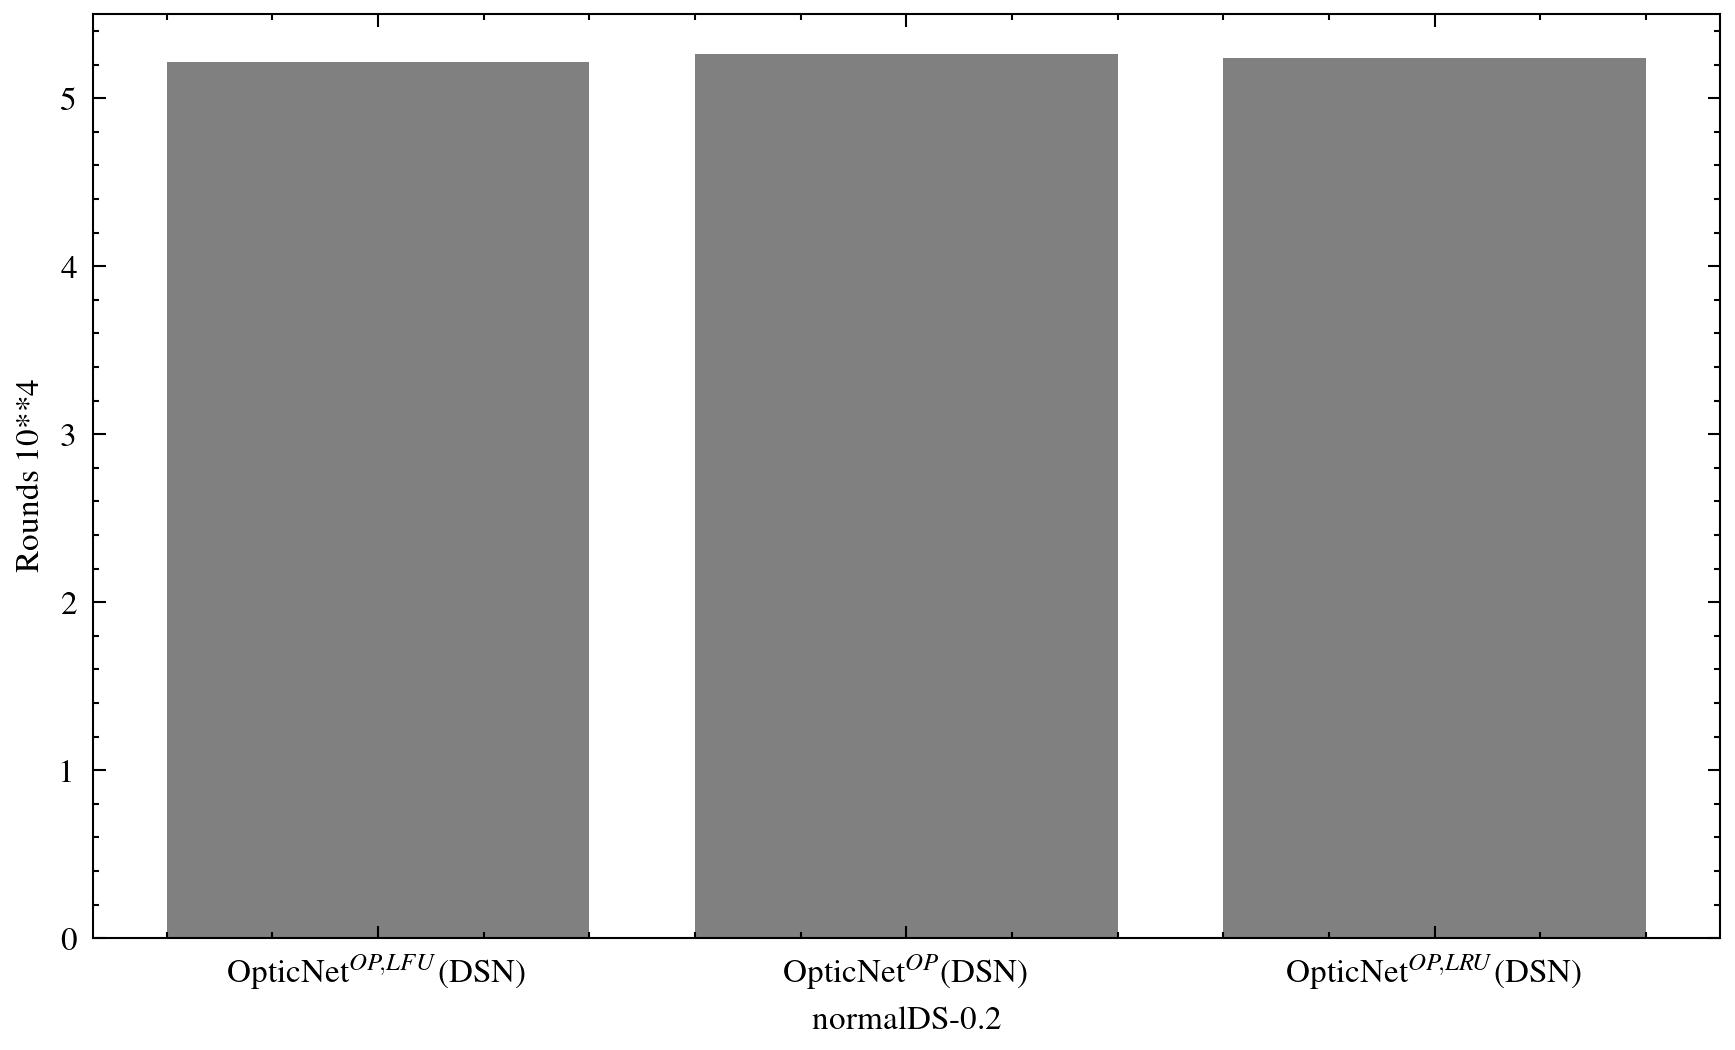 Rounds 10**4
5
4
3
2
1
0
OpticNet^{OP,LFU}(DSN) OpticNet^{OP}(DSN) OpticNet^{OP,LRU}(DSN)
normalDS-0.2